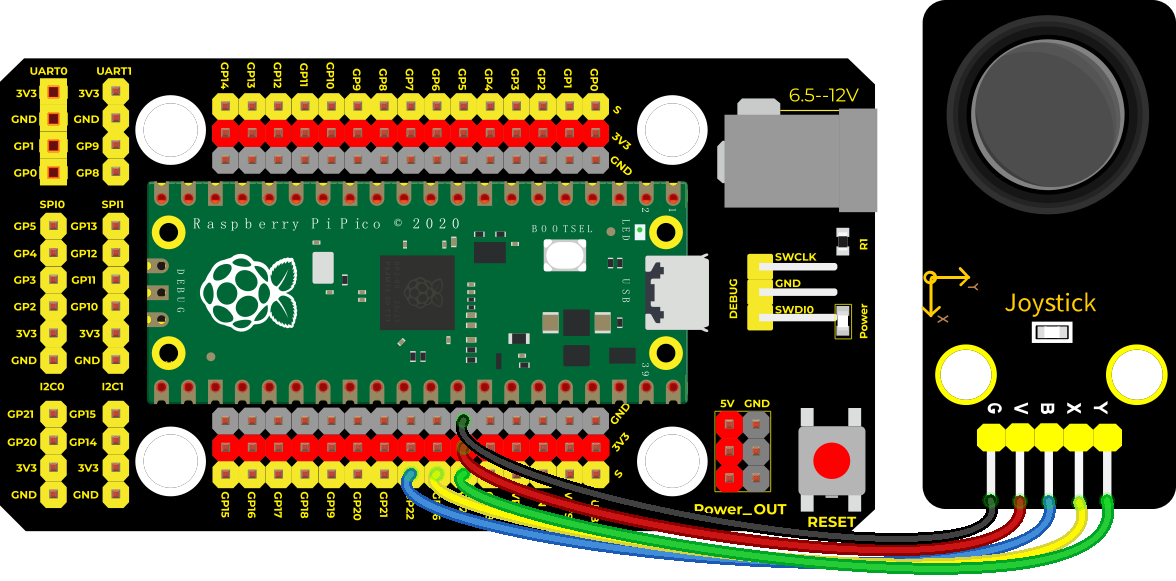 UART0
3V3
GND
GP1
GP0
UART1
3V3
GND
GP9
GP8
SPI0
GP5
GP4
GP3
GP2
3V3
GND
SPI1
GP13
GP12
GP11
GP10
3V3
GND
I2C0
GP21
GP20
3V3
GND
I2C1
GP15
GP14
3V3
GND
GP14
GP13
GP12
GP11
GP10
GP9
GP8
GP7
GP6
GP5
GP4
GP3
GP2
GP1
GP0
S
3V3
GND
Raspberry Pi Pico © 2020
BOOTSEL
LED
2
1
DEBUG
USB
39
GND
3V3
S
GP15
GP16
GP17
GP18
GP19
GP20
GP21
GP22
6.5--12V
R1
SWCLK
GND
SWDI0
DEBUG
Power
5V GND
Power_OUT
RESET
Y
X
Joystick
G V B X Y